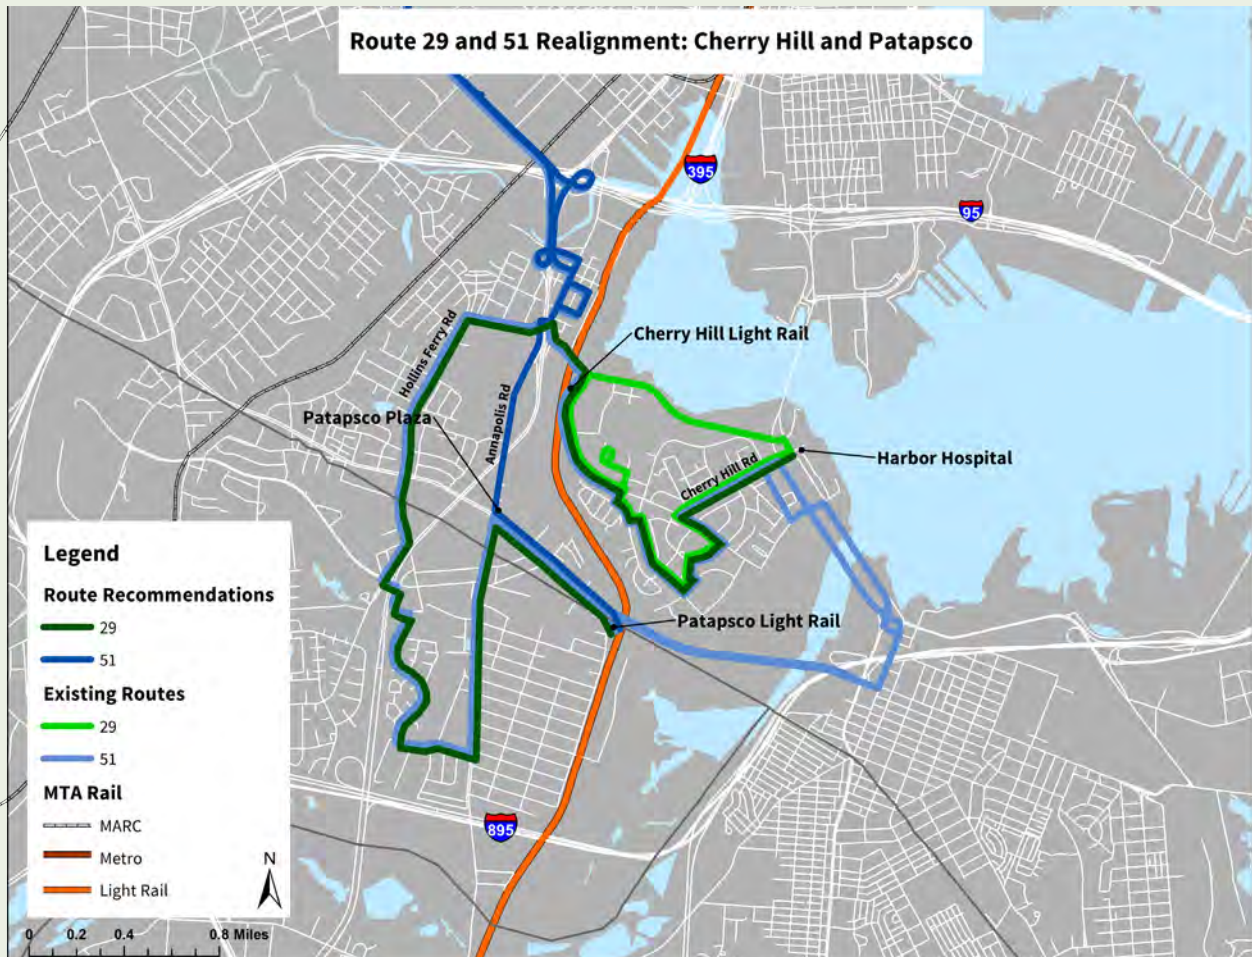 Route 29 and 51 Realignment: Cherry Hill and Patapsco
395
95
Hollins Ferry Rd
Cherry Hill Light Rail
Annapolis Rd
Patapsco Plaza
Cherry Hill Rd
Harbor Hospital
Patapsco Light Rail
895
Legend
Route Recommendations
29
51
Existing Routes
29
51
MTA Rail
MARC
Metro
Light Rail
N
0 0.2 0.4 0.8 Miles